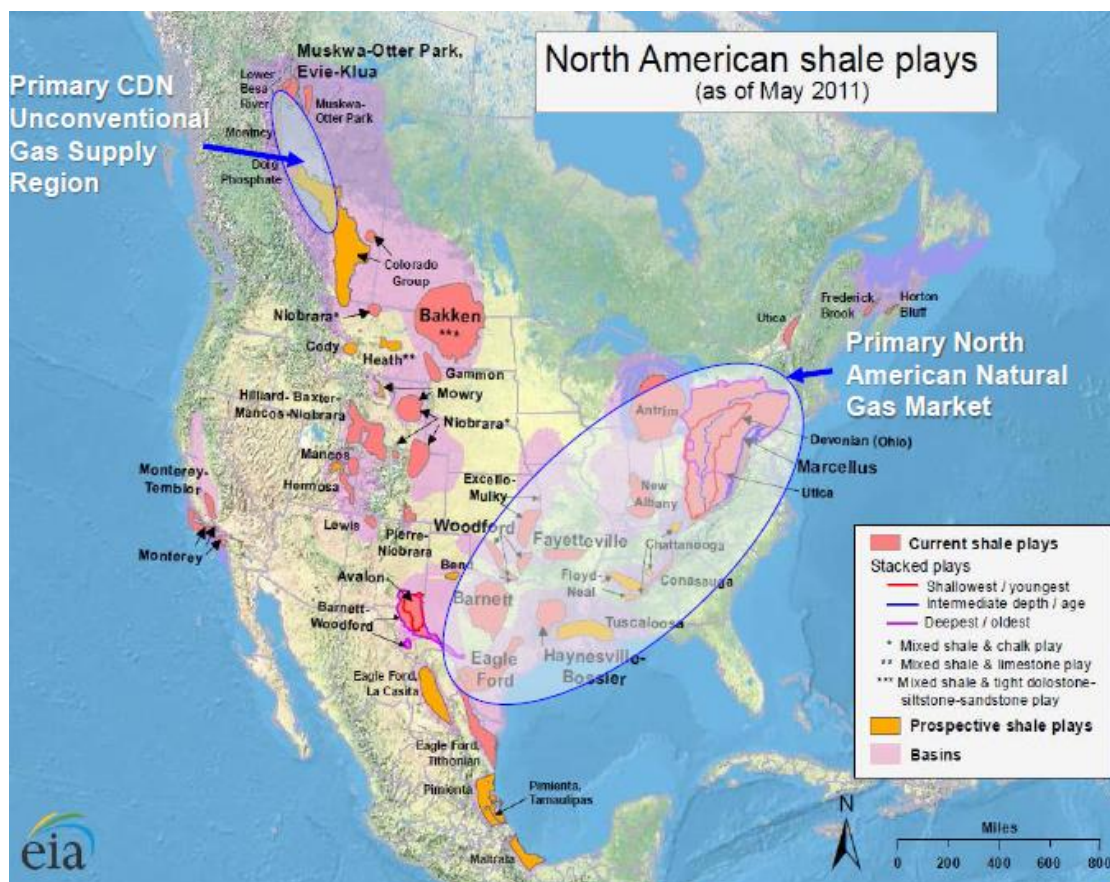 North American shale plays
(as of May 2011)
Primary CDN
Unconventional
Gas Supply
Region
Muskwa-Otter Park,
Evie-Klua
Lower
Besa
River
Muskwa-
Otter Park
Montney
Doig
Phosphate
Colorado
Group
Niobrara*
Bakken
***
Cody
Heath**
Gammon
Hilliard- Baxter-
Mancos-Niobrara
Mowry
Niobrara*
Mancos
Hermosa
Monterey-
Temblor
Monterey
Lewis
Pierre-
Niobrara
Excello-
Mulky
Woodford
Fayetteville
Bend
Avalon
Barnett
Barnett-
Woodford
Eagle
Ford
Haynesville-
Bossler
Floyd-
Neal
Chattanooga
Conasauga
Tuscaloosa
New
Albany
Antrim
Utica
Frederick
Brook
Horton
Bluff
Primary North
American Natural
Gas Market
Devonian (Ohio)
Marcellus
Utica
Eagle Ford,
La Casita
Eagle Ford,
Tithonian
Pimienta
Pimienta,
Tamaulipas
Maltrata
Current shale plays
Stacked plays
Shallowest / youngest
Intermediate depth / age
Deepest / oldest
* Mixed shale & chalk play
** Mixed shale & limestone play
*** Mixed shale & tight dolostone-
siltstone-sandstone play
Prospective shale plays
Basins
N
Miles
0 200 400 600 800
eia